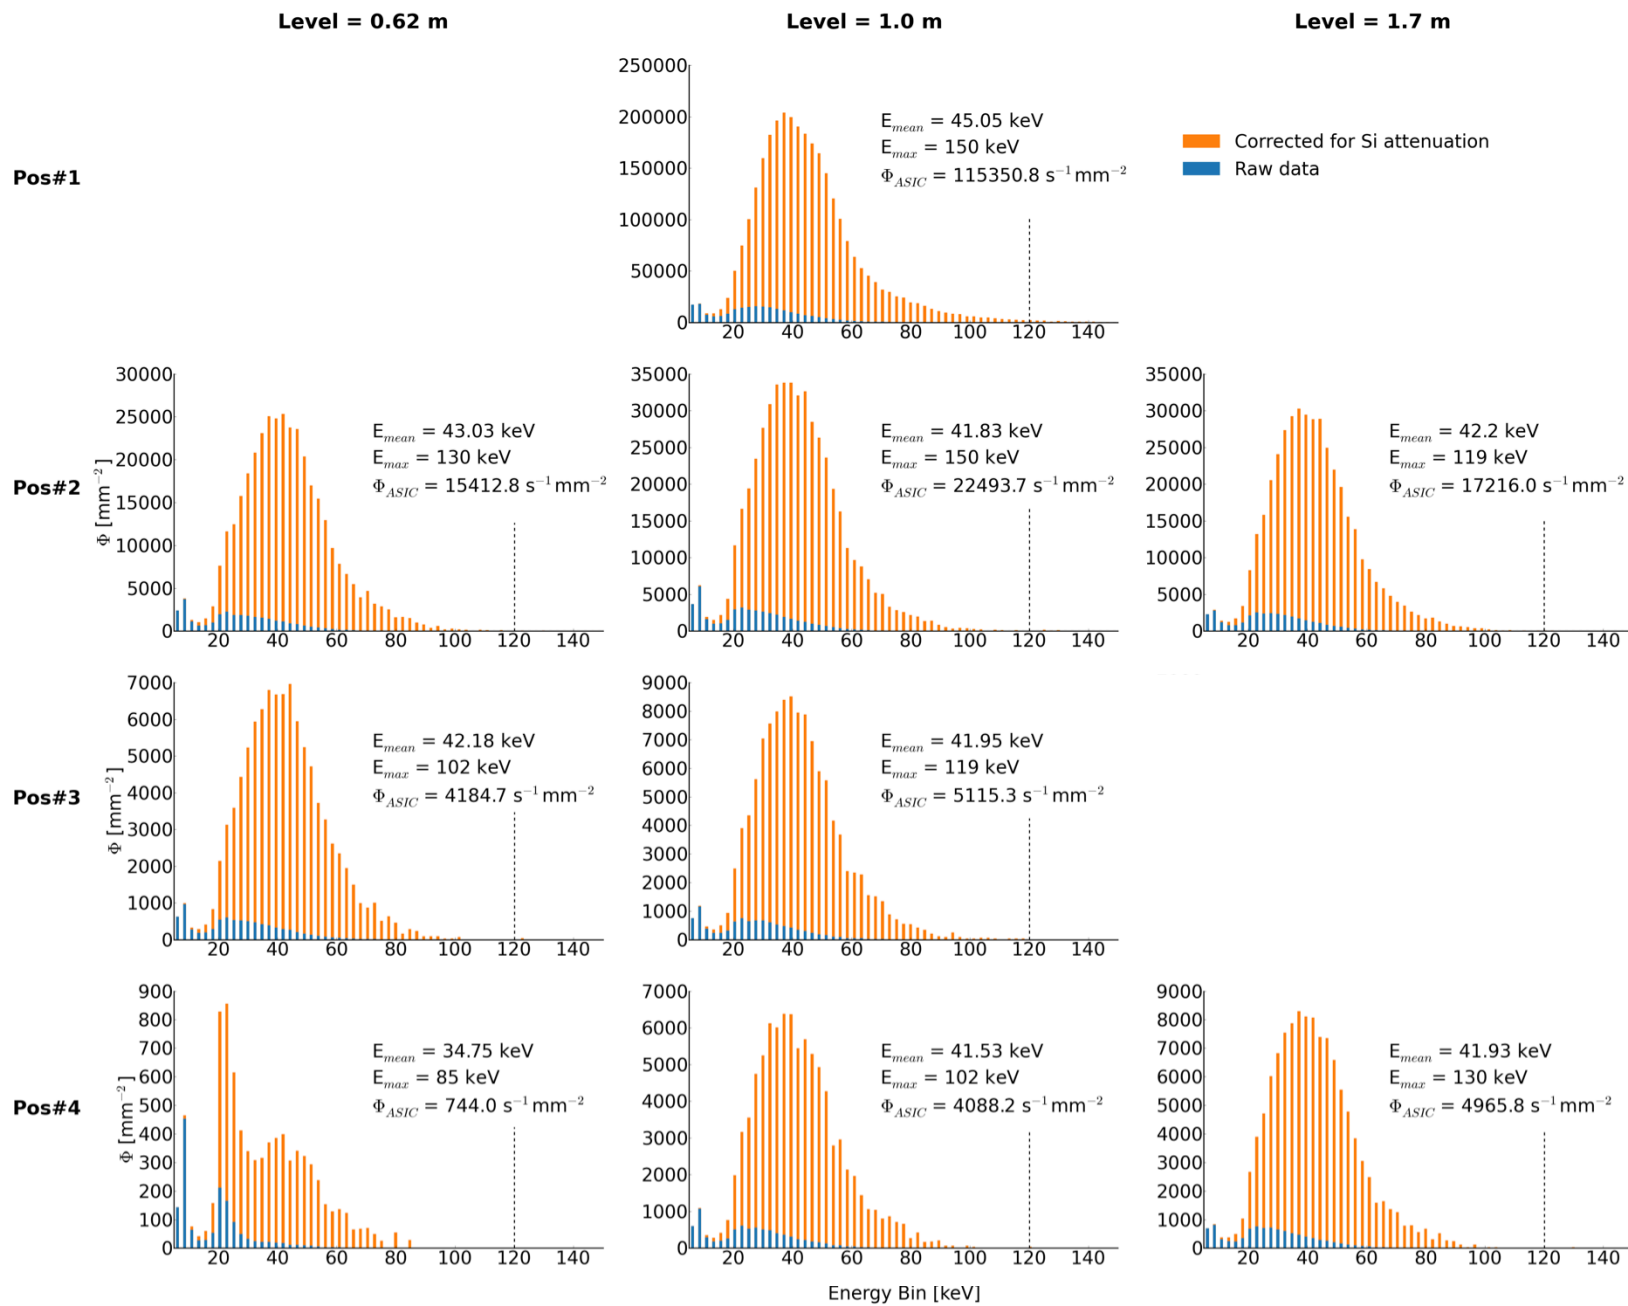 Level = 0.62 m
Level = 1.0 m
Level = 1.7 m
Pos#1
250000
200000
150000
100000
50000
0
20 40 60 80 100 120 140
E_mean = 45.05 keV
E_max = 150 keV
Φ_ASIC = 115350.8 s⁻¹ mm⁻²
Corrected for Si attenuation
Raw data
Pos#2
Φ [mm⁻²]
30000
25000
20000
15000
10000
5000
0
20 40 60 80 100 120 140
E_mean = 43.03 keV
E_max = 130 keV
Φ_ASIC = 15412.8 s⁻¹ mm⁻²
35000
30000
25000
20000
15000
10000
5000
0
20 40 60 80 100 120 140
E_mean = 41.83 keV
E_max = 150 keV
Φ_ASIC = 22493.7 s⁻¹ mm⁻²
35000
30000
25000
20000
15000
10000
5000
0
20 40 60 80 100 120 140
E_mean = 42.2 keV
E_max = 119 keV
Φ_ASIC = 17216.0 s⁻¹ mm⁻²
Pos#3
Φ [mm⁻²]
7000
6000
5000
4000
3000
2000
1000
0
20 40 60 80 100 120 140
E_mean = 42.18 keV
E_max = 102 keV
Φ_ASIC = 4184.7 s⁻¹ mm⁻²
9000
8000
7000
6000
5000
4000
3000
2000
1000
0
20 40 60 80 100 120 140
E_mean = 41.95 keV
E_max = 119 keV
Φ_ASIC = 5115.3 s⁻¹ mm⁻²
Pos#4
Φ [mm⁻²]
900
800
700
600
500
400
300
200
100
0
20 40 60 80 100 120 140
E_mean = 34.75 keV
E_max = 85 keV
Φ_ASIC = 744.0 s⁻¹ mm⁻²
7000
6000
5000
4000
3000
2000
1000
0
20 40 60 80 100 120 140
E_mean = 41.53 keV
E_max = 102 keV
Φ_ASIC = 4088.2 s⁻¹ mm⁻²
9000
8000
7000
6000
5000
4000
3000
2000
1000
0
20 40 60 80 100 120 140
E_mean = 41.93 keV
E_max = 130 keV
Φ_ASIC = 4965.8 s⁻¹ mm⁻²
Energy Bin [keV]